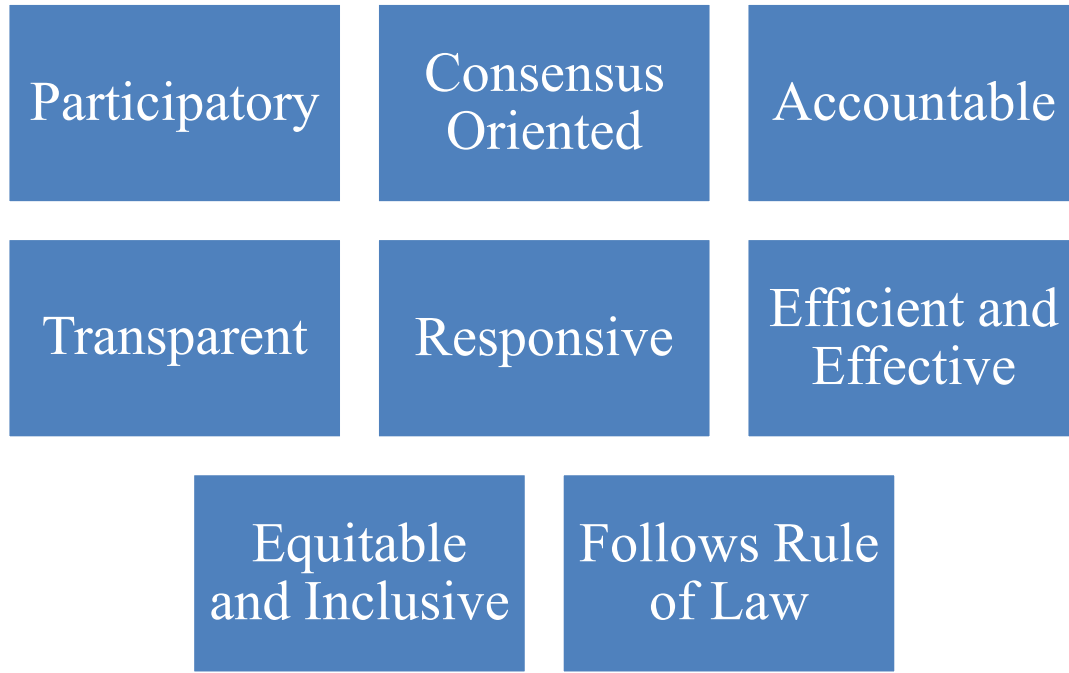 Participatory
Consensus
Oriented
Accountable
Transparent
Responsive
Efficient and
Effective
Equitable
and Inclusive
Follows Rule
of Law